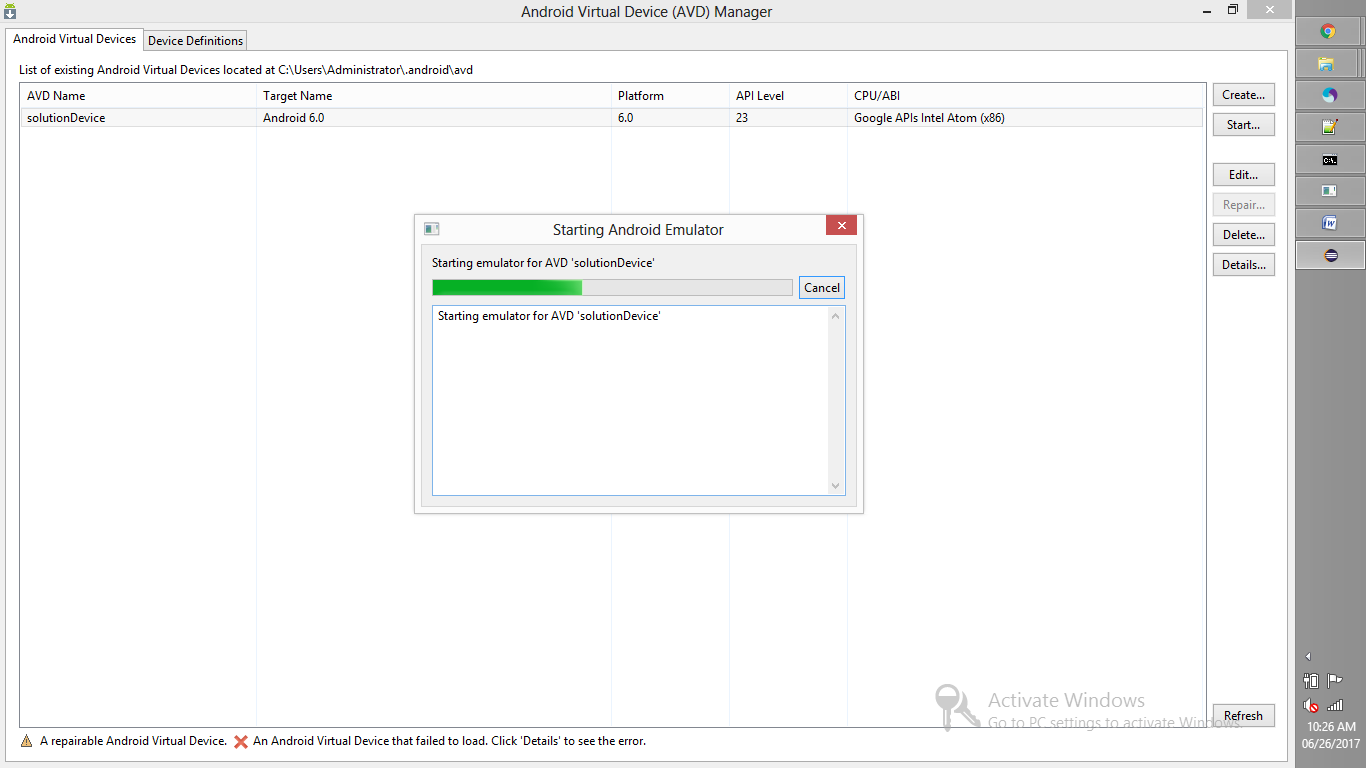 Android Virtual Device (AVD) Manager
Android Virtual Devices
Device Definitions
List of existing Android Virtual Devices located at C:\Users\Administrator\.android\avd
AVD Name Target Name Platform API Level CPU/ABI
solutionDevice Android 6.0 6.0 23 Google APIs Intel Atom (x86)
Create...
Start...
Edit...
Repair...
Delete...
Details...
Starting Android Emulator
Starting emulator for AVD 'solutionDevice'
Cancel
Starting emulator for AVD 'solutionDevice'
Activate Windows
Go to PC settings to activate Windows.
Refresh
A repairable Android Virtual Device. An Android Virtual Device that failed to load. Click 'Details' to see the error.
C:\.
10:26 AM
06/26/2017